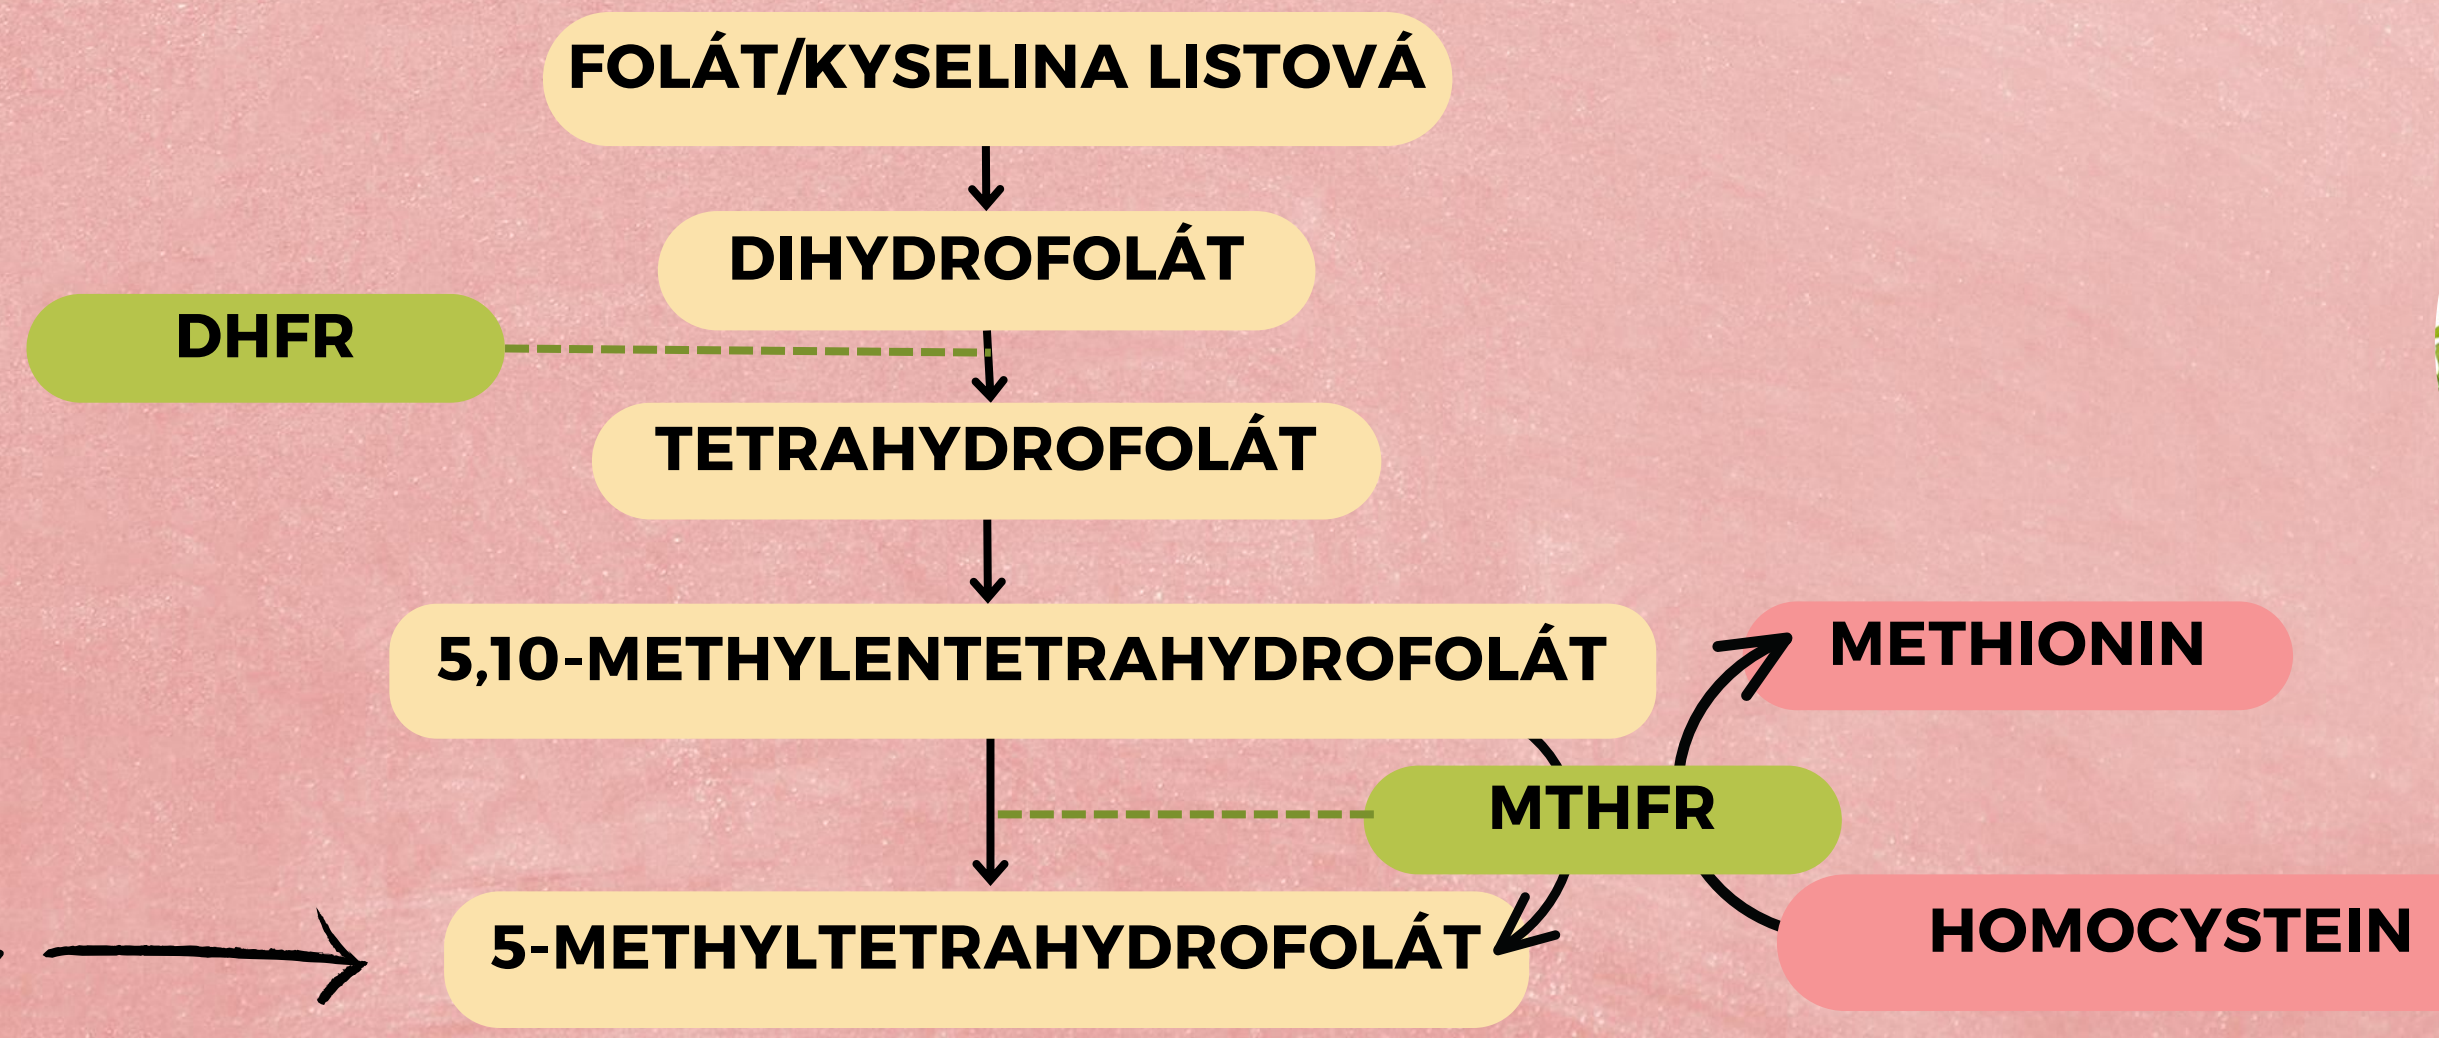 FOLÁT/KYSELINA LISTOVÁ
DIHYDROFOLÁT
DHFR
TETRAHYDROFOLÁT
5,10-METHYLENTETRAHYDROFOLÁT
METHIONIN
MTHFR
5-METHYLTETRAHYDROFOLÁT
HOMOCYSTEIN